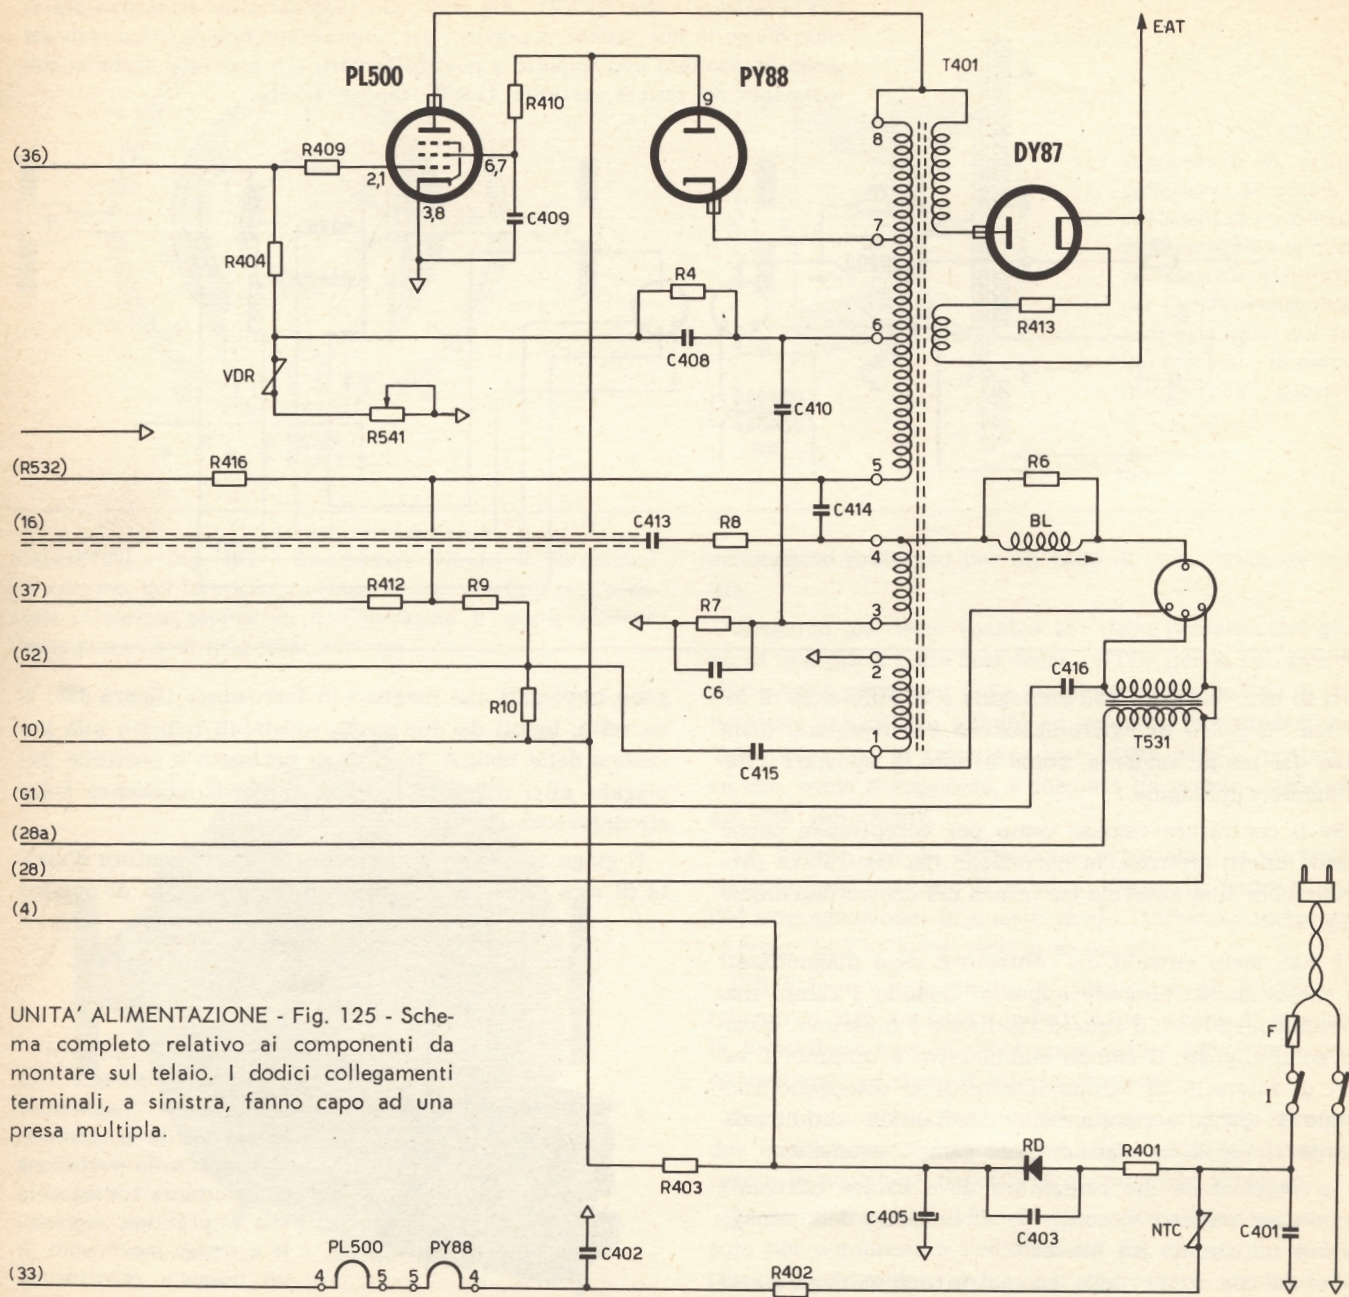 EAT
T401
PL500
PY88
9
R410
8
DY87
(36)
R409
2,1
6,7
3,8
C409
7
R404
R4
6
R413
C408
VDR
C410
R541
(R532)
R416
5
R6
C414
BL
(16)
C413
R8
4
(37)
R412
R9
R7
3
C6
(G2)
2
C416
R10
T531
(10)
C415
1
(G1)
(28a)
(28)
(4)
UNITA' ALIMENTAZIONE - Fig. 125 - Sche-
ma completo relativo ai componenti da
montare sul telaio. I dodici collegamenti
terminali, a sinistra, fanno capo ad una
presa multipla.
F
I
RD
R401
R403
C405
C403
NTC
C401
C402
PL500
PY88
(33)
4
5
5
4
R402